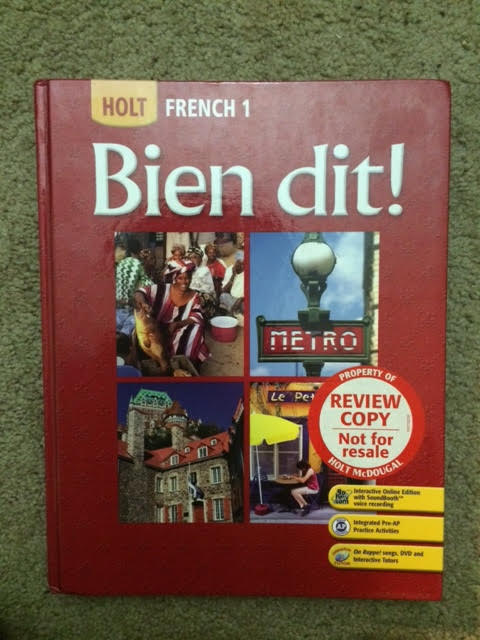 HOLT FRENCH 1
Bien dit!
METRO
Le Pet
PROPERTY OF
REVIEW
COPY
Not for
resale
HOLT McDOUGAL
Interactive Online Edition
with SoundBooth™
voice recording
AP
Integrated Pre-AP
Practice Activities
On Rappe! songs, DVD and
Interactive Tutors